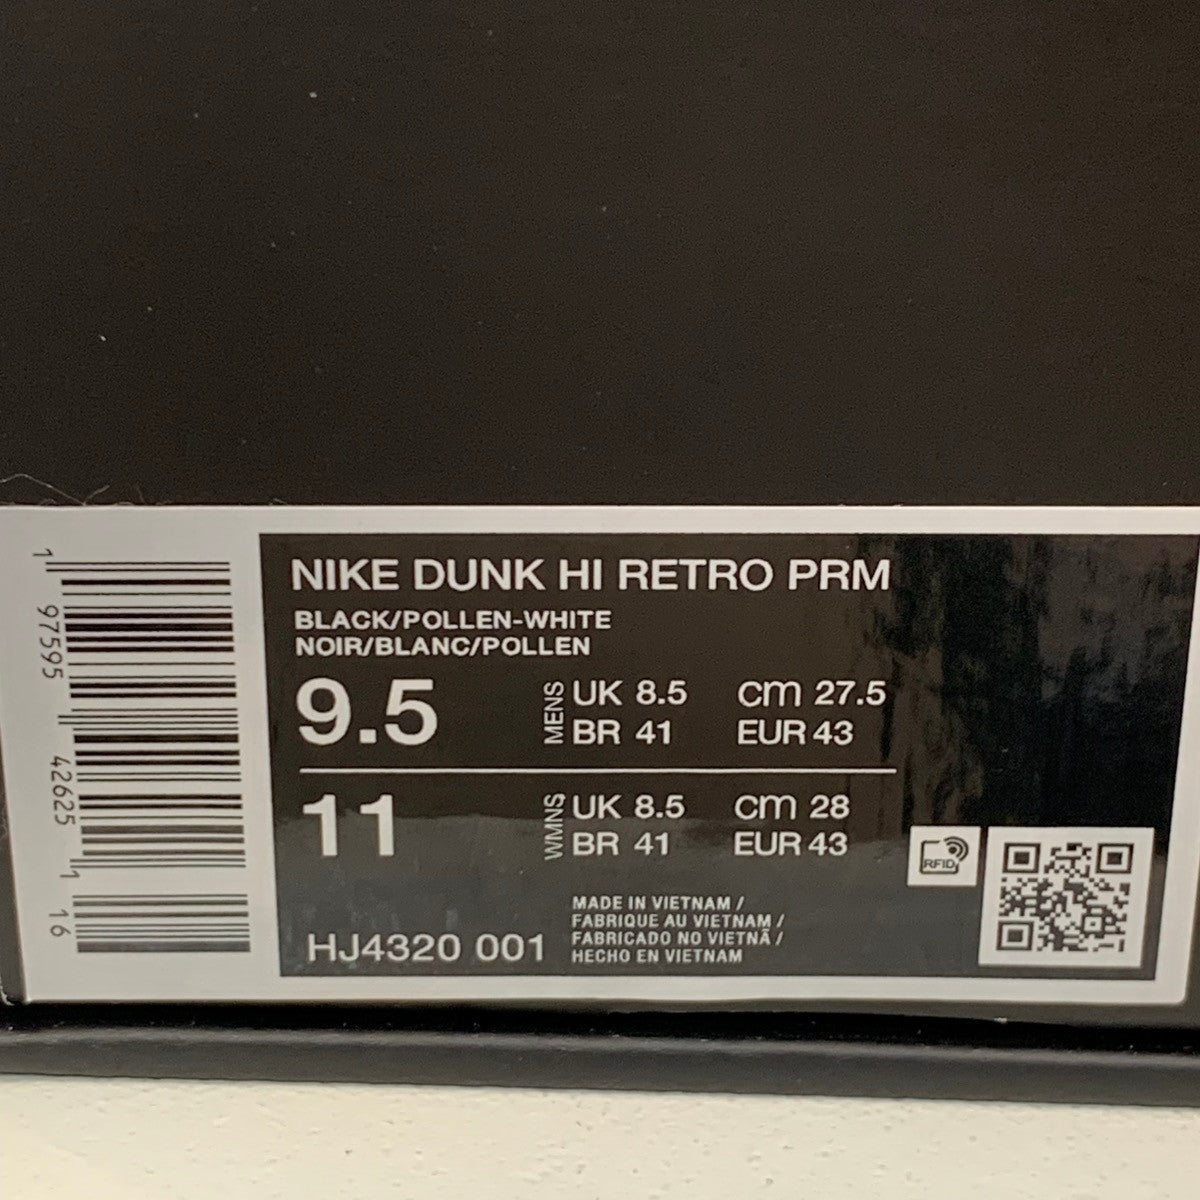 NIKE DUNK HI RETRO PRM
BLACK/POLLEN-WHITE
NOIR/BLANC/POLLEN
9.5 MENS UK 8.5 cm 27.5
BR 41 EUR 43
11 WMNS UK 8.5 cm 28
BR 41 EUR 43
HJ4320 001
MADE IN VIETNAM /
FABRIQUE AU VIETNAM /
FABRICADO NO VIETNÃ /
HECHO EN VIETNAM
RFID
1 97595 42625 1 16